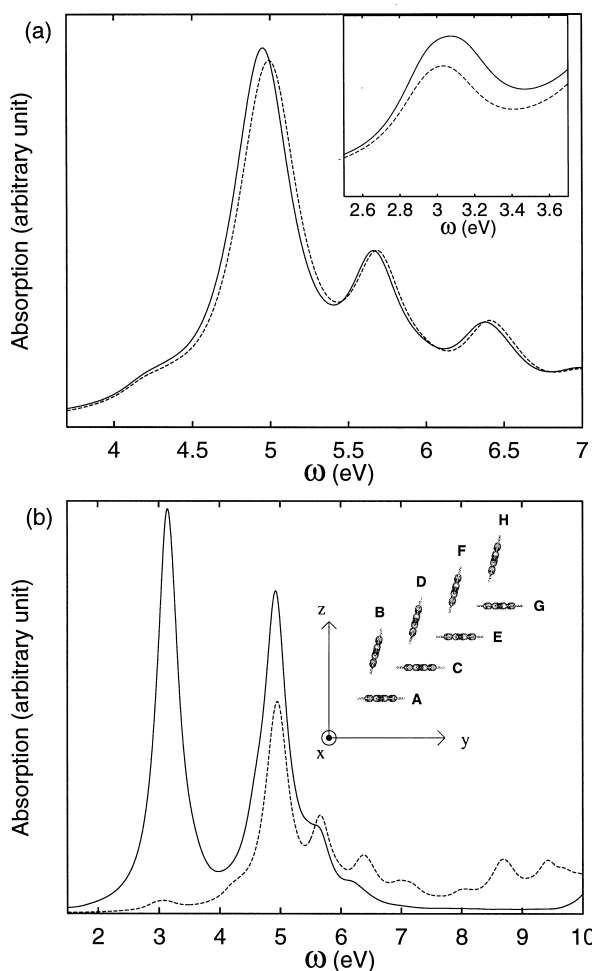 (a)
Absorption (arbitrary unit)
2.6 2.8 3 3.2 3.4 3.6
ω (eV)
4 4.5 5 5.5 6 6.5 7
ω (eV)
(b)
Absorption (arbitrary unit)
H
F
D
G
z
B
E
C
A
x
y
2 3 4 5 6 7 8 9 10
ω (eV)